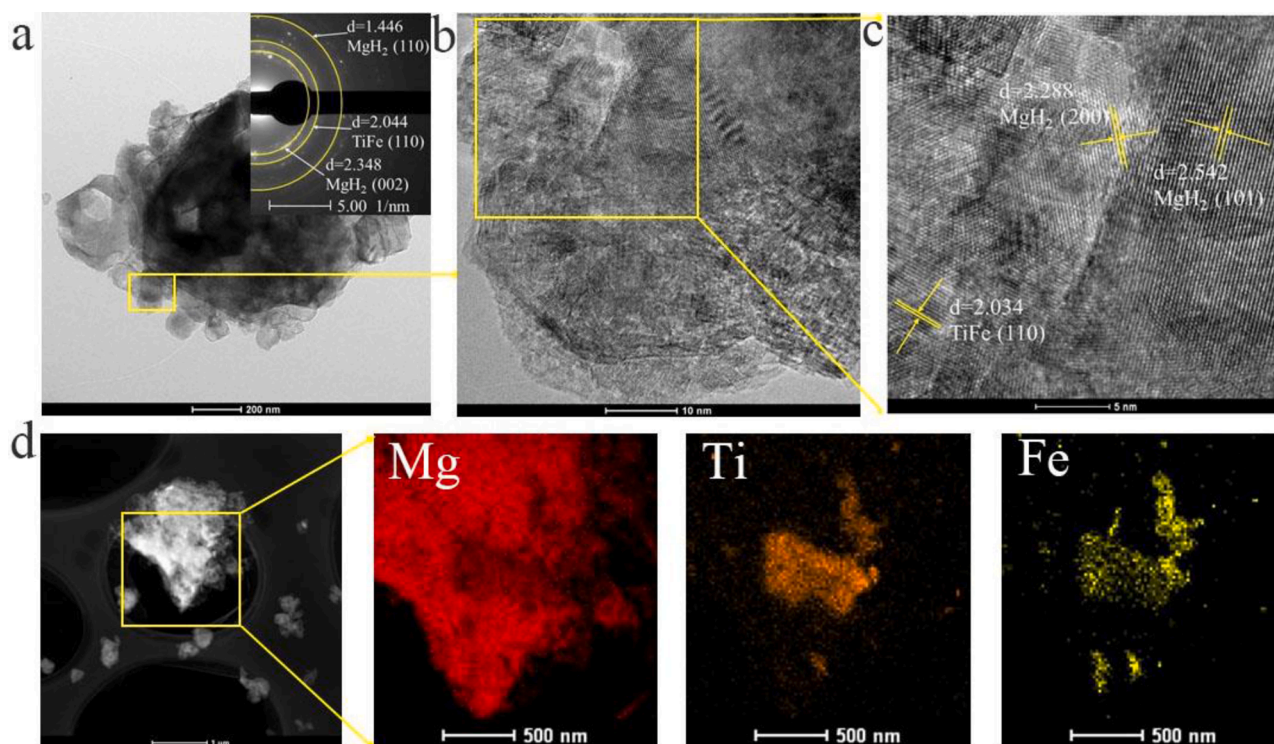 a
d=1.446
MgH₂ (110)
d=2.044
TiFe (110)
d=2.348
MgH₂ (002)
5.00 1/nm
200 nm
b
10 nm
c
d=2.288
MgH₂ (200)
d=2.542
MgH₂ (101)
d=2.034
TiFe (110)
5 nm
d
1 µm
Mg
500 nm
Ti
500 nm
Fe
500 nm